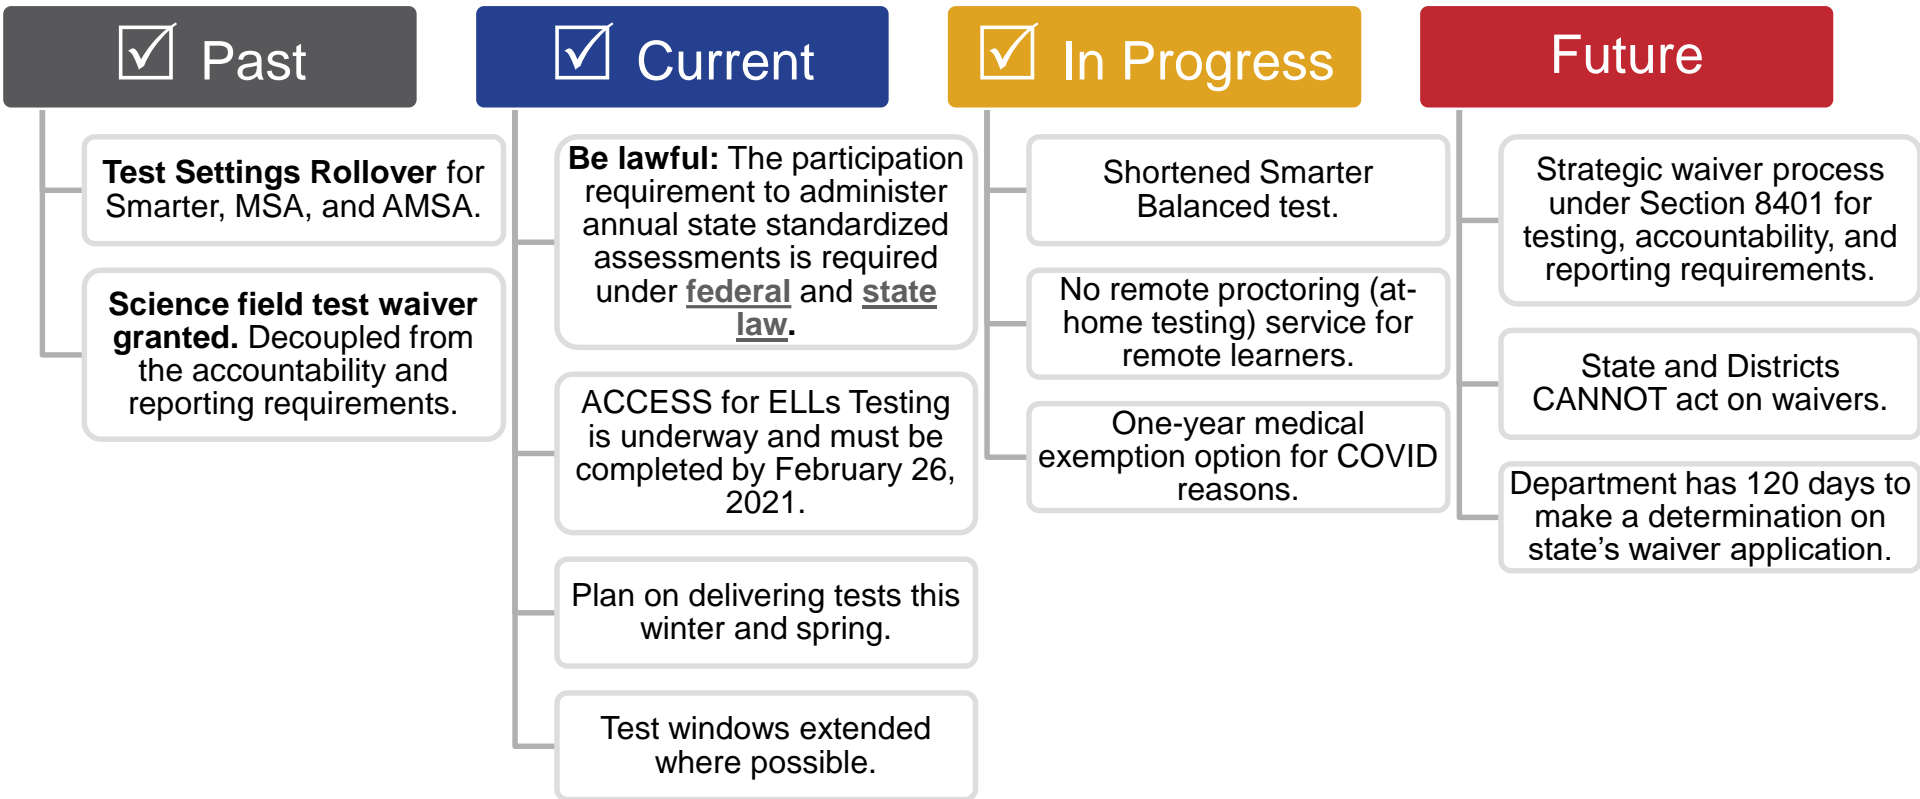 ☑ Past
Test Settings Rollover for
Smarter, MSA, and AMSA.
Science field test waiver
granted. Decoupled from
the accountability and
reporting requirements.
☑ Current
Be lawful: The participation
requirement to administer
annual state standardized
assessments is required
under federal and state
law.
ACCESS for ELLs Testing
is underway and must be
completed by February 26,
2021.
Plan on delivering tests this
winter and spring.
Test windows extended
where possible.
☑ In Progress
Shortened Smarter
Balanced test.
No remote proctoring (at-
home testing) service for
remote learners.
One-year medical
exemption option for COVID
reasons.
Future
Strategic waiver process
under Section 8401 for
testing, accountability, and
reporting requirements.
State and Districts
CANNOT act on waivers.
Department has 120 days to
make a determination on
state’s waiver application.